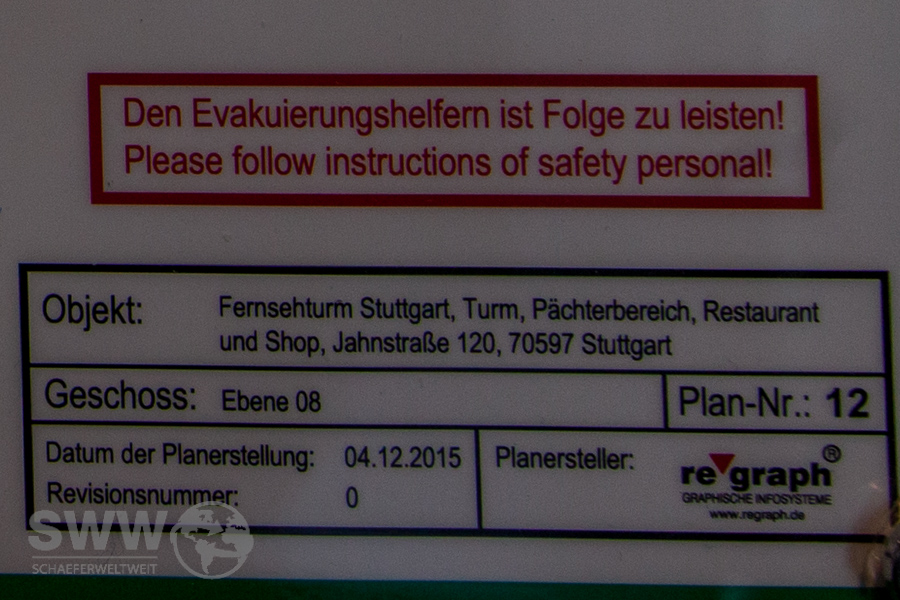 Den Evakuierungshelfern ist Folge zu leisten!
Please follow instructions of safety personal!
Objekt: Fernsehturm Stuttgart, Turm, Pächterbereich, Restaurant
und Shop, Jahnstraße 120, 70597 Stuttgart
Geschoss: Ebene 08
Plan-Nr.: 12
Datum der Planerstellung: 04.12.2015
Revisionsnummer: 0
Planersteller:
re graph®
GRAPHISCHE INFOSYSTEME
www.regraph.de
SWW
SCHAEFERWELTWEIT